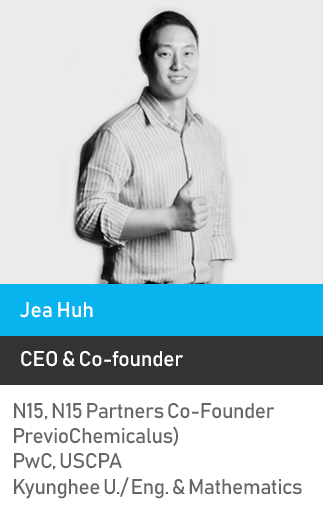 Jea Huh
CEO & Co-founder
N15, N15 Partners Co-Founder
PrevioChemicalus)
PwC, USCPA
Kyunghee U./ Eng. & Mathematics